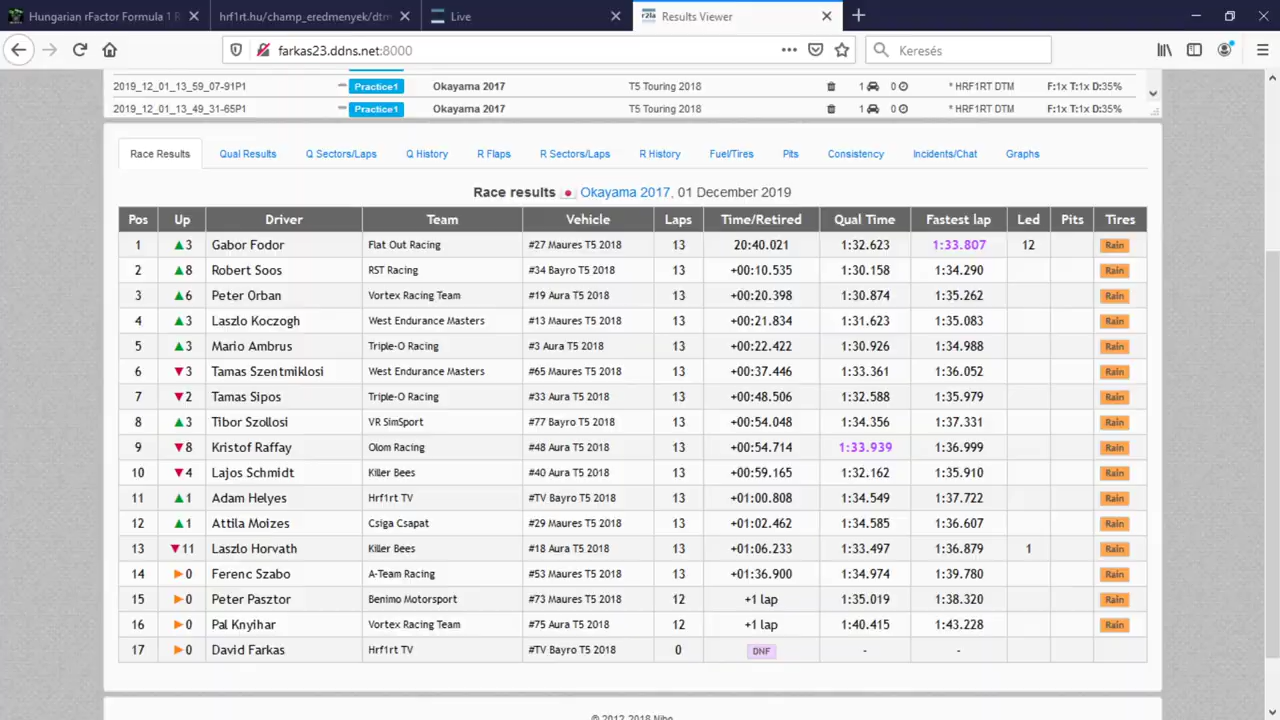 Hungarian rFactor Formula 1 R
hrf1rt.hu/champ_eredmenyek/dtm
Live
r2la Results Viewer
farkas23.ddns.net:8000
Keresés
2019_12_01_13_59_07-91P1 Practice1 Okayama 2017 T5 Touring 2018 1 0 * HRF1RT DTM F:1x T:1x D:35%
2019_12_01_13_49_31-65P1 Practice1 Okayama 2017 T5 Touring 2018 1 0 * HRF1RT DTM F:1x T:1x D:35%
Race Results Qual Results Q Sectors/Laps Q History R Flaps R Sectors/Laps R History Fuel/Tires Pits Consistency Incidents/Chat Graphs
Race results Okayama 2017, 01 December 2019
Pos Up Driver Team Vehicle Laps Time/Retired Qual Time Fastest lap Led Pits Tires
1 ▲3 Gabor Fodor Flat Out Racing #27 Maures T5 2018 13 20:40.021 1:32.623 1:33.807 12 Rain
2 ▲8 Robert Soos RST Racing #34 Bayro T5 2018 13 +00:10.535 1:30.158 1:34.290 Rain
3 ▲6 Peter Orban Vortex Racing Team #19 Aura T5 2018 13 +00:20.398 1:30.874 1:35.262 Rain
4 ▲3 Laszlo Koczogh West Endurance Masters #13 Maures T5 2018 13 +00:21.834 1:31.623 1:35.083 Rain
5 ▲3 Mario Ambrus Triple-O Racing #3 Aura T5 2018 13 +00:22.422 1:30.926 1:34.988 Rain
6 ▼3 Tamas Szentmiklosi West Endurance Masters #65 Maures T5 2018 13 +00:37.446 1:33.361 1:36.052 Rain
7 ▼2 Tamas Sipos Triple-O Racing #33 Aura T5 2018 13 +00:48.506 1:32.588 1:35.979 Rain
8 ▲3 Tibor Szollosi VR SimSport #77 Bayro T5 2018 13 +00:54.048 1:34.356 1:37.331 Rain
9 ▼8 Kristof Raffay Olom Racing #48 Aura T5 2018 13 +00:54.714 1:33.939 1:36.999 Rain
10 ▼4 Lajos Schmidt Killer Bees #40 Aura T5 2018 13 +00:59.165 1:32.162 1:35.910 Rain
11 ▲1 Adam Helyes Hrf1rt TV #TV Bayro T5 2018 13 +01:00.808 1:34.549 1:37.722 Rain
12 ▲1 Attila Moizes Csiga Csapat #29 Maures T5 2018 13 +01:02.462 1:34.585 1:36.607 Rain
13 ▼11 Laszlo Horvath Killer Bees #18 Aura T5 2018 13 +01:06.233 1:33.497 1:36.879 1 Rain
14 ▶0 Ferenc Szabo A-Team Racing #53 Maures T5 2018 13 +01:36.900 1:34.974 1:39.780 Rain
15 ▶0 Peter Pasztor Benimo Motorsport #73 Maures T5 2018 12 +1 lap 1:35.019 1:38.320 Rain
16 ▶0 Pal Knyihar Vortex Racing Team #75 Aura T5 2018 12 +1 lap 1:40.415 1:43.228 Rain
17 ▶0 David Farkas Hrf1rt TV #TV Bayro T5 2018 0 DNF - -
© 2012-2018 Nibo